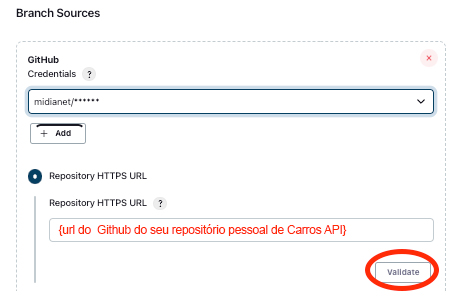 Branch Sources
GitHub
Credentials ?
midianet/******
+ Add
Repository HTTPS URL
Repository HTTPS URL ?
{url do Github do seu repositório pessoal de Carros API}
Validate